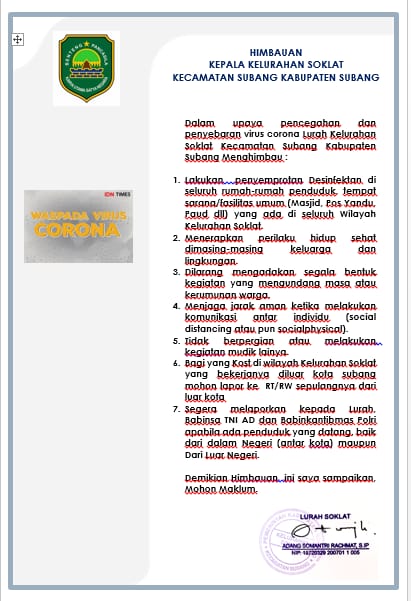 BENTENG PANCASILA
IDN TIMES
WASPADA VIRUS
CORONA
HIMBAUAN
KEPALA KELURAHAN SOKLAT
KECAMATAN SUBANG KABUPATEN SUBANG
Dalam upaya pencegahan dan
penyebaran virus corona Lurah Kelurahan
Soklat Kecamatan Subang Kabupaten
Subang Menghimbau :
1. Lakukan penyemprotan Desinfektan di
seluruh rumah-rumah penduduk, tempat
sarana/fasilitas umum (Masjid, Pos Yandu,
Paud dll) yang ada di seluruh Wilayah
Kelurahan Soklat.
2. Menerapkan perilaku hidup sehat
dimasing-masing keluarga dan
lingkungan.
3. Dilarang mengadakan segala bentuk
kegiatan yang mengundang masa atau
kerumunan warga.
4. Menjaga jarak aman ketika melakukan
komunikasi antar individu (social
distancing atau pun socialphysical).
5. Tidak berpergian atau melakukan
kegiatan mudik lainya.
6. Bagi yang Kost di wilayah Kelurahan Soklat
yang bekerjanya diluar kota subang
mohon lapor ke RT/RW sepulangnya dari
luar kota.
7. Segera melaporkan kepada Lurah,
Babinsa TNI AD dan Babinkantibmas Polri
apabila ada penduduk yang datang, baik
dari dalam Negeri (antar kota) maupun
Dari Luar Negeri.
Demikian Himbauan ini saya sampaikan,
Mohon Maklum.
LURAH SOKLAT
ADANG SOMANTRI RACHMAT, S.IP
NIP. 19720329 200701 1 005